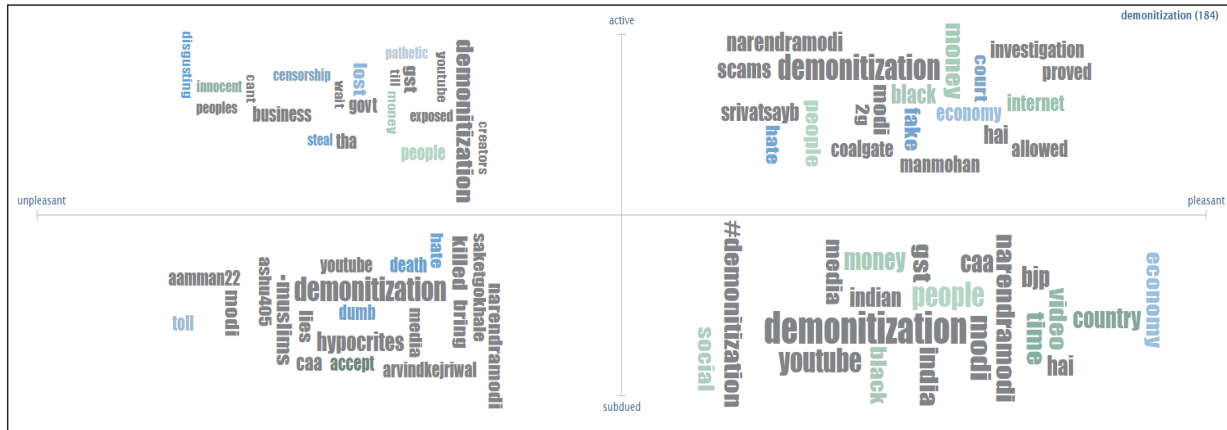 active
demonitization (184)
disgusting
innocent
peoples
cant
censorship
business
wait
lost
govt
steal
tha
pathetic
till
gst
money
youtube
exposed
people
demonitization
creators
narendramodi
scams
demonitization
money
investigation
court
proved
black
modi
2g
srivatsayb
people
hate
fake
economy
internet
hai
coalgate
manmohan
allowed
unpleasant
pleasant
aamman22
modi
toll
ashu405
-muslims
youtube
death
hate
demonitization
dumb
lies
hypocrites
media
caa
accept
arvindkejriwal
killed
bring
saketgokhale
narendramodi
#demonitization
social
media
money
gst
caa
indian
people
narendramodi
bjp
video
economy
demonitization
modi
time
country
youtube
black
india
hai
subdued